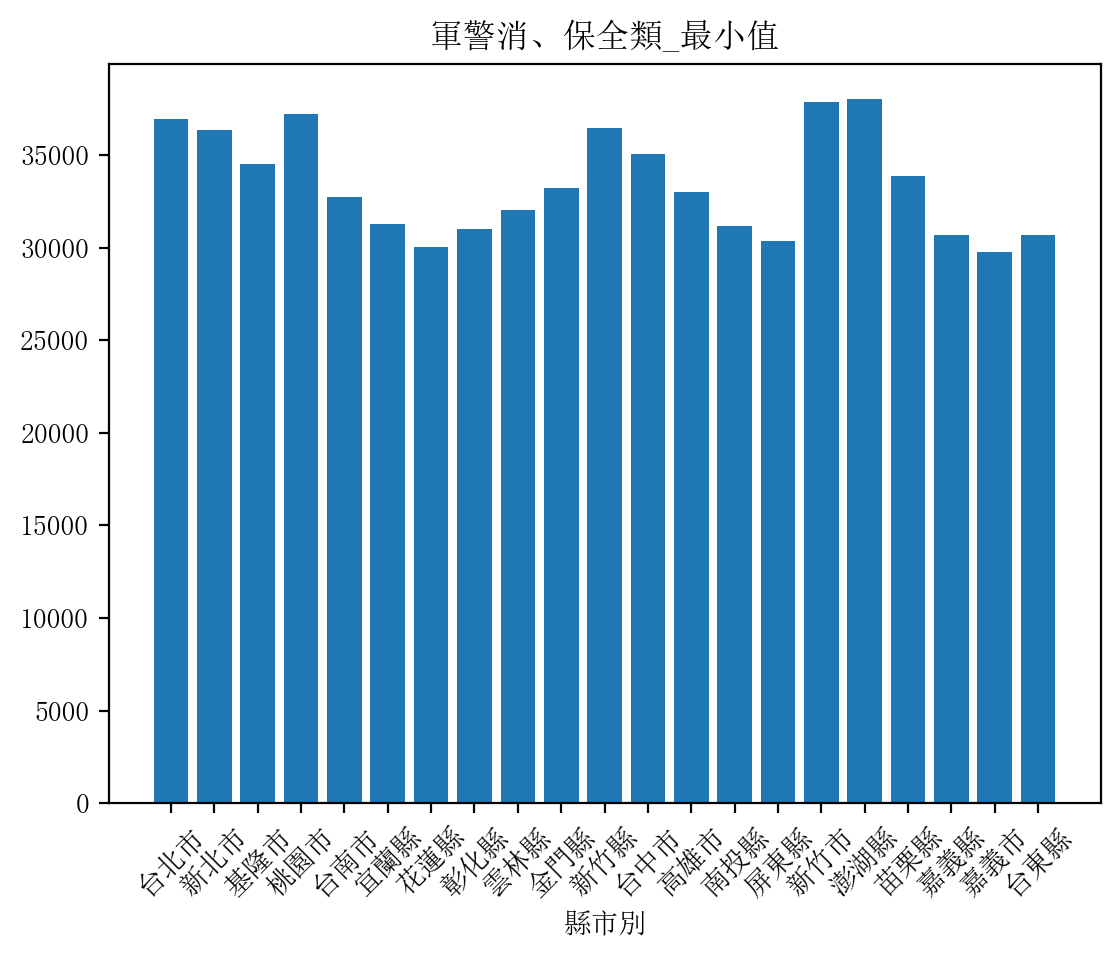 軍警消、保全類_最小值
35000
30000
25000
20000
15000
10000
5000
0
台北市
新北市
基隆市
桃園市
台南市
宜蘭縣
花蓮縣
彰化縣
雲林縣
金門縣
新竹縣
台中市
高雄市
南投縣
屏東縣
新竹市
澎湖縣
苗栗縣
嘉義縣
嘉義市
台東縣
縣市別